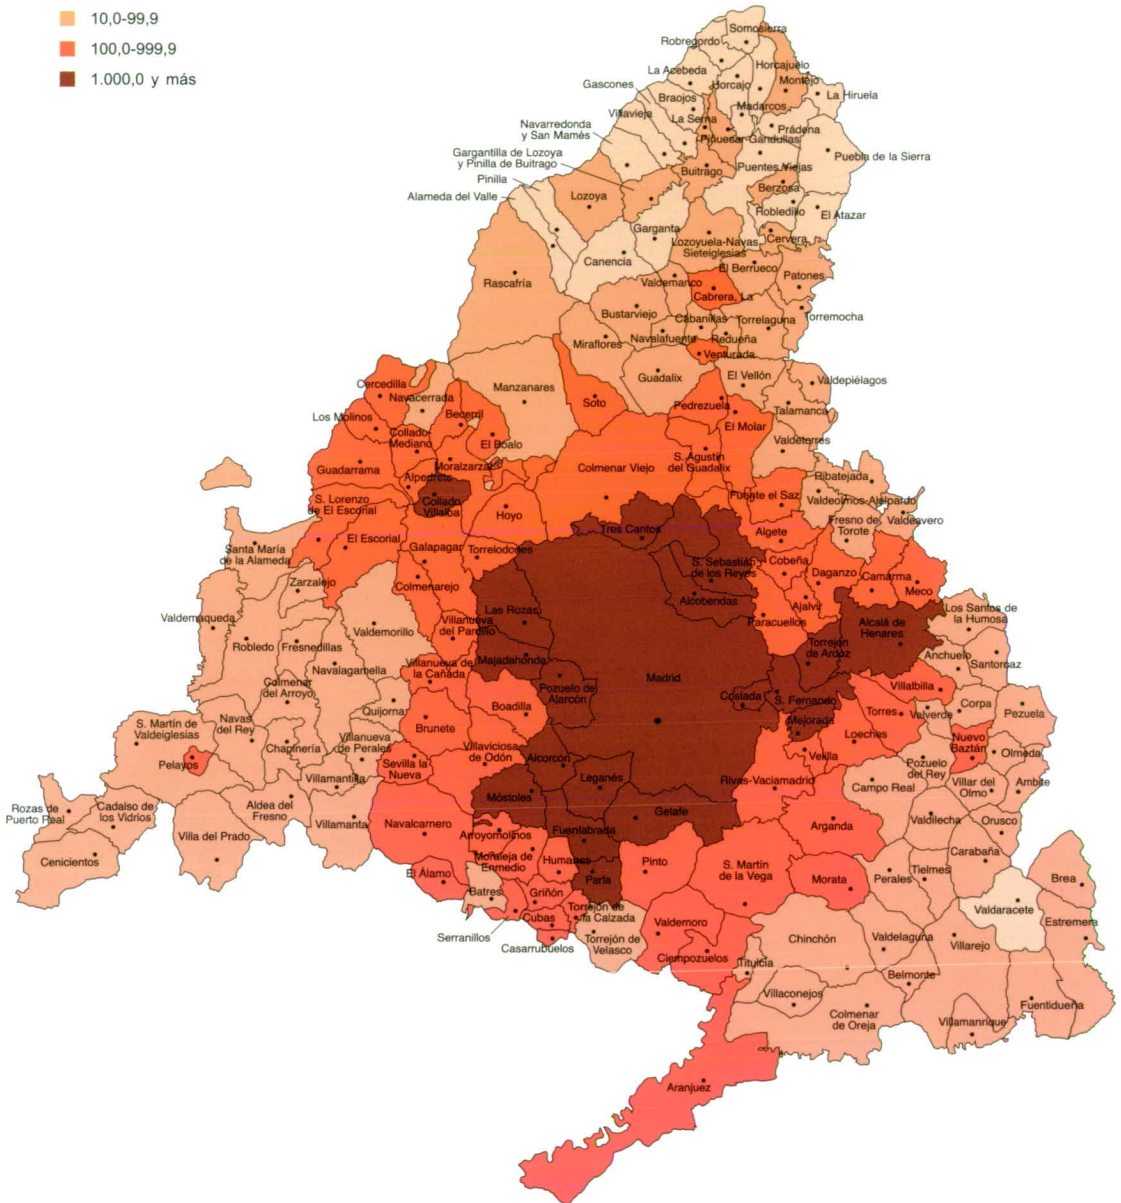 10,0-99,9
100,0-999,9
1.000,0 y más
Somosierra
Robregordo
Horcajuelo
La Acebeda
Horcajo
Montejo
Gascones
Braojos
La Hiruela
Madarcos
Villavieja
La Serna
Prádena
Navarredonda
y San Mamés
Piñuécar-Gandullas
Gargantilla de Lozoya
y Pinilla de Buitrago
Puebla de la Sierra
Buitrago
Puentes Viejas
Pinilla
Alameda del Valle
Lozoya
Berzosa
Robledillo
El Atazar
Garganta
Lozoyuela-Navas
Sieteiglesias
Cervera
Canencia
El Berrueco
Rascafría
Valdemanco
Patones
Cabrera, La
Bustarviejo
Torremocha
Cabanillas
Torrelaguna
Miraflores
Navalafuente
Redueña
Venturada
Guadalix
El Vellón
Valdepiélagos
Cercedilla
Navacerrada
Manzanares
Soto
Pedrezuela
Talamanca
Los Molinos
Becerril
El Molar
Collado-
Mediano
El Boalo
Valdeterres
Guadarrama
Moralzarzal
Colmenar Viejo
S. Agustín
del Guadalix
Alpedrete
Ribatejada
Collado
Villalba
Fuente el Saz
Valdeolmos-Alalpardo
S. Lorenzo
de El Escorial
Hoyo
Fresno de
Torote
Valdeavero
Tres Cantos
Algete
El Escorial
Santa María
de la Alameda
Galapagar
Torrelodones
S. Sebastián
de los Reyes
Cobeña
Daganzo
Camarma
Zarzalejo
Colmenarejo
Meco
Alcobendas
Ajalvir
Las Rozas
Valdemaqueda
Valdemorillo
Villanueva
del Pardillo
Paracuellos
Alcalá de
Henares
Los Santos de
la Humosa
Robledo
Fresnedillas
Majadahonda
Torrejón
de Ardoz
Anchuelo
Santorcaz
Navalagamella
Villanueva de
la Cañada
Madrid
Colmenar
del Arroyo
Pozuelo de
Alarcón
Coslada
S. Fernando
Villalbilla
Quijorna
Boadilla
Torres
Valverde
Corpa
Pezuela
S. Martín de
Valdeiglesias
Navas
del Rey
Brunete
Mejorada
Loeches
Nuevo
Baztán
Villanueva
de Perales
Chapinería
Villaviciosa
de Odón
Velilla
Olmeda
Pelayos
Sevilla la
Nueva
Alcorcón
Pozuelo
del Rey
Villamantilla
Leganés
Rivas-Vaciamadrid
Campo Real
Villar del
Olmo
Ambite
Rozas de
Puerto Real
Cadalso de
los Vidrios
Aldea del
Fresno
Móstoles
Getafe
Villamanta
Navalcarnero
Arganda
Valdilecha
Orusco
Villa del Prado
Arroyomolinos
Fuenlabrada
Cenicientos
Moraleja de
Enmedio
Humanes
Pinto
S. Martín
de la Vega
Carabaña
El Álamo
Parla
Morata
Perales
Tielmes
Brea
Batres
Griñón
Valdaracete
Cubas
Torrejón de
la Calzada
Valdemoro
Estremera
Serranillos
Casarrubuelos
Torrejón de
Velasco
Chinchón
Valdelaguna
Villarejo
Ciempozuelos
Titulcia
Belmonte
Villaconejos
Colmenar
de Oreja
Fuentidueña
Villamanrique
Aranjuez